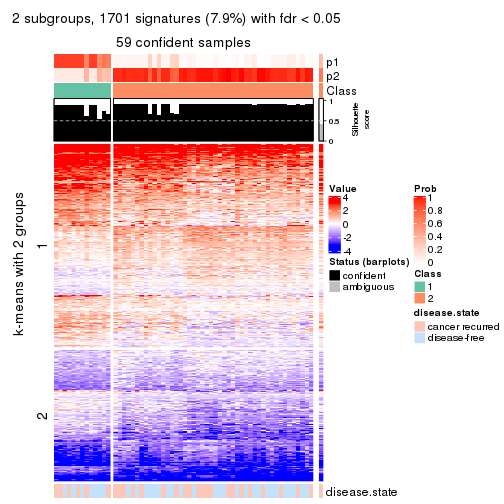 2 subgroups, 1701 signatures (7.9%) with fdr < 0.05
59 confident samples
p1
p2
Class
1
0.5
0
Silhouette
score
k-means with 2 groups
1
2
Value
4
2
0
-2
-4
Status (barplots)
confident
ambiguous
Prob
1
0.8
0.6
0.4
0.2
0
Class
1
2
disease.state
cancer recurred
disease-free
disease.state